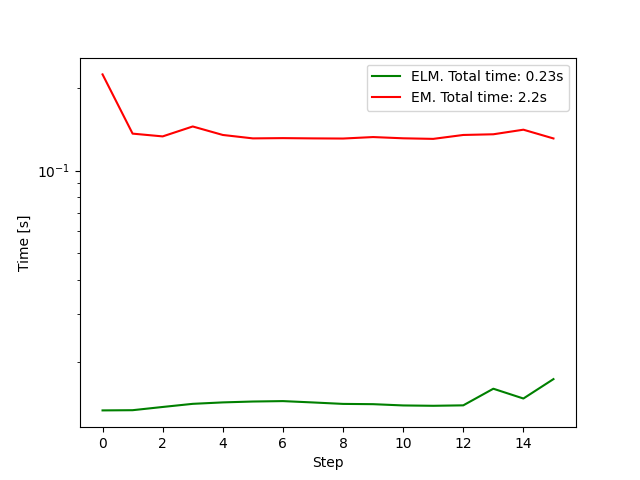 ELM. Total time: 0.23s
EM. Total time: 2.2s
10⁻¹
Time [s]
0 2 4 6 8 10 12 14
Step